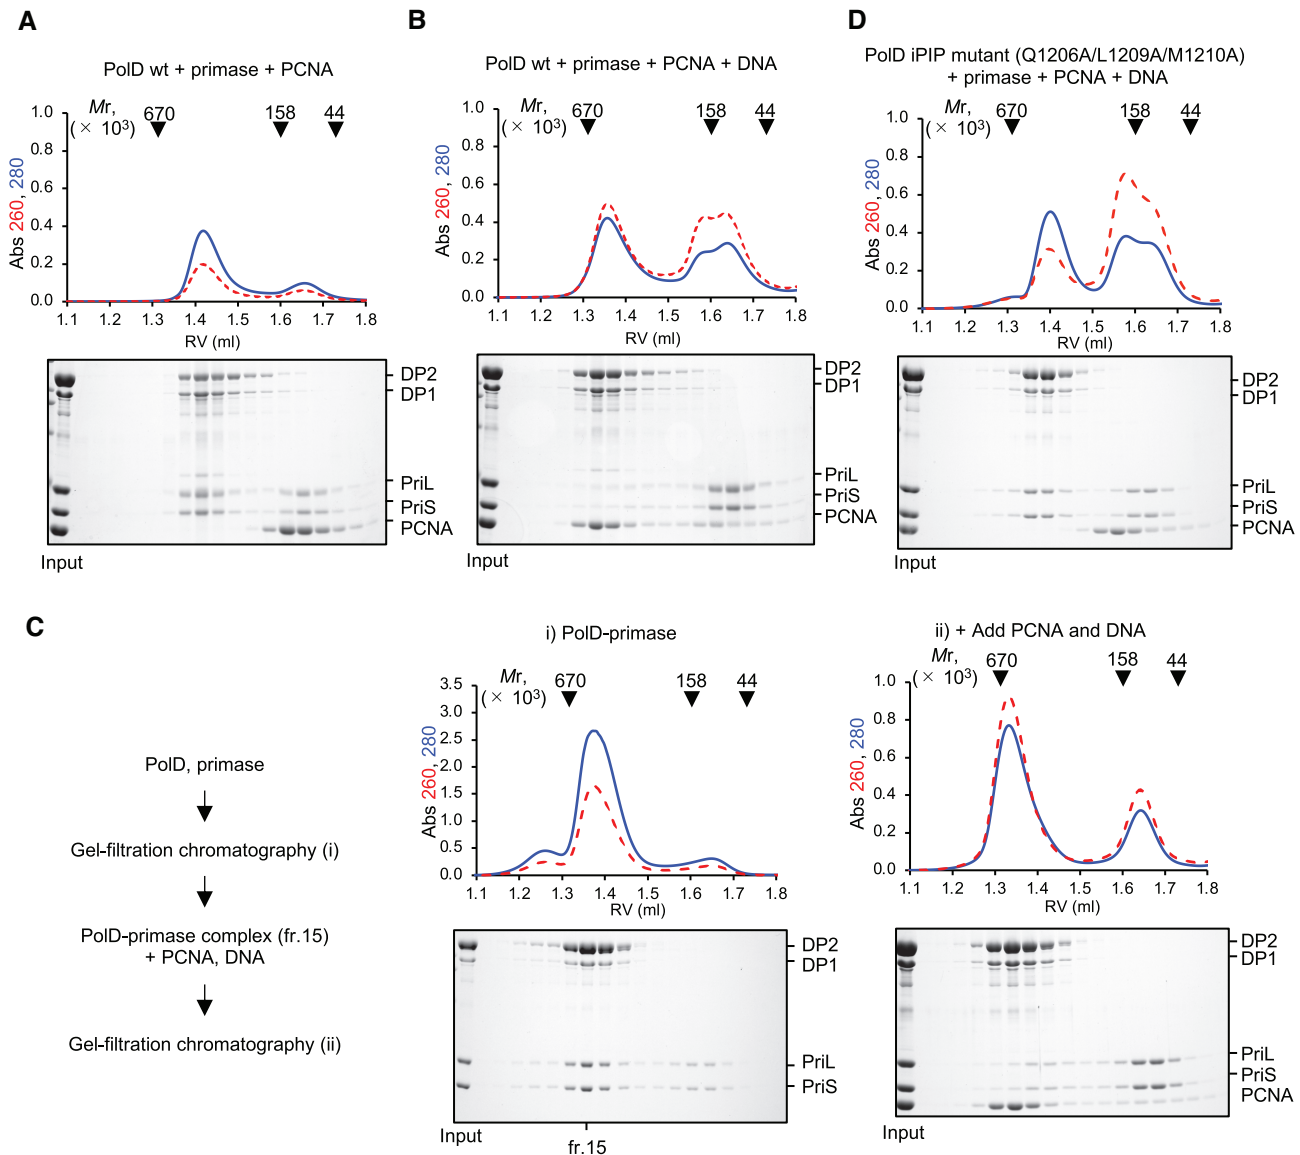 A
PolD wt + primase + PCNA
Mr,
(× 10³)
670
158
44
1.0
0.8
0.6
0.4
0.2
0.0
Abs 260, 280
1.1 1.2 1.3 1.4 1.5 1.6 1.7 1.8
RV (ml)
DP2
DP1
PriL
PriS
PCNA
Input
B
PolD wt + primase + PCNA + DNA
Mr,
(× 10³)
670
158
44
1.0
0.8
0.6
0.4
0.2
0.0
Abs 260, 280
1.1 1.2 1.3 1.4 1.5 1.6 1.7 1.8
RV (ml)
DP2
DP1
PriL
PriS
PCNA
Input
D
PolD iPIP mutant (Q1206A/L1209A/M1210A)
+ primase + PCNA + DNA
Mr,
(× 10³)
670
158
44
1.0
0.8
0.6
0.4
0.2
0.0
Abs 260, 280
1.1 1.2 1.3 1.4 1.5 1.6 1.7 1.8
RV (ml)
DP2
DP1
PriL
PriS
PCNA
Input
C
PolD, primase
Gel-filtration chromatography (i)
PolD-primase complex (fr.15)
+ PCNA, DNA
Gel-filtration chromatography (ii)
i) PolD-primase
Mr,
(× 10³)
670
158
44
3.5
3.0
2.5
2.0
1.5
1.0
0.5
0.0
Abs 260, 280
1.1 1.2 1.3 1.4 1.5 1.6 1.7 1.8
RV (ml)
DP2
DP1
PriL
PriS
Input
fr.15
ii) + Add PCNA and DNA
Mr,
(× 10³)
670
158
44
1.0
0.8
0.6
0.4
0.2
0.0
Abs 260, 280
1.1 1.2 1.3 1.4 1.5 1.6 1.7 1.8
RV (ml)
DP2
DP1
PriL
PriS
PCNA
Input